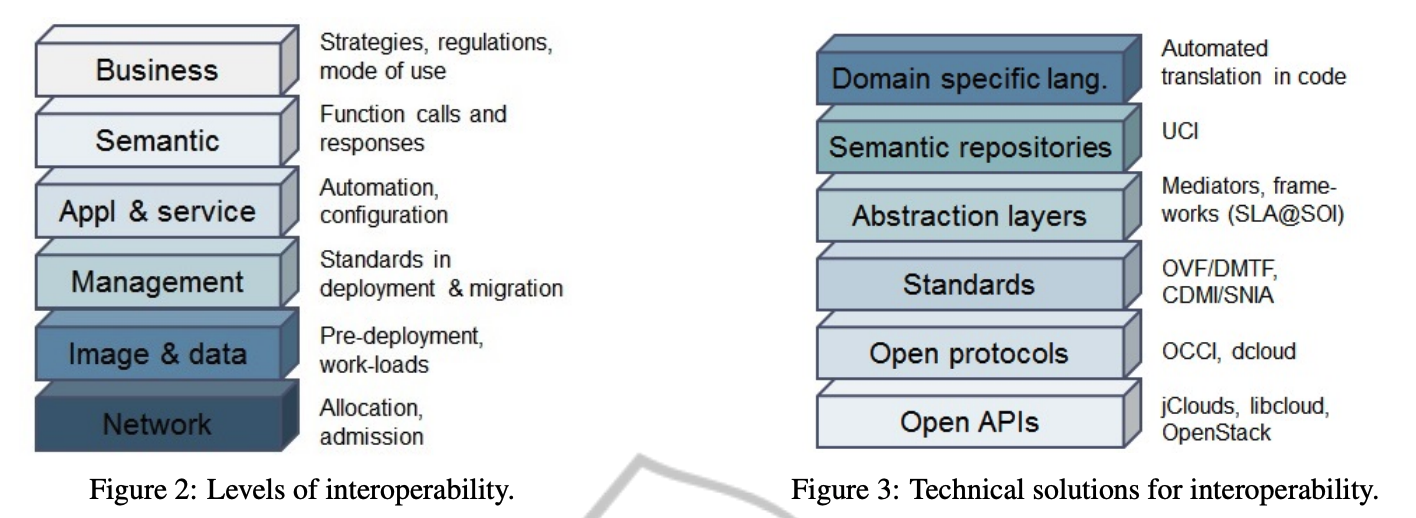 Business
Strategies, regulations,
mode of use
Semantic
Function calls and
responses
Appl & service
Automation,
configuration
Management
Standards in
deployment & migration
Image & data
Pre-deployment,
work-loads
Network
Allocation,
admission
Figure 2: Levels of interoperability.
Domain specific lang.
Automated
translation in code
Semantic repositories
UCI
Abstraction layers
Mediators, frame-
works (SLA@SOI)
Standards
OVF/DMTF,
CDMI/SNIA
Open protocols
OCCI, dcloud
Open APIs
jClouds, libcloud,
OpenStack
Figure 3: Technical solutions for interoperability.